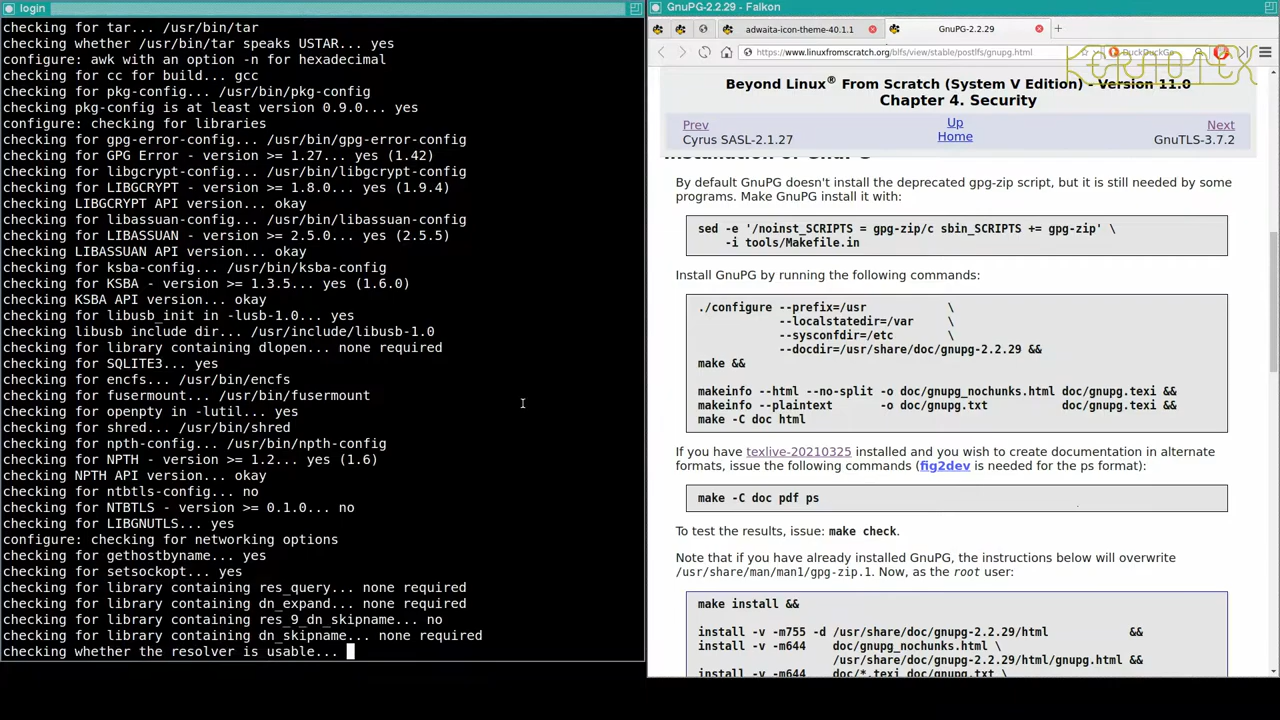 login
checking for tar... /usr/bin/tar
checking whether /usr/bin/tar speaks USTAR... yes
configure: awk with an option -n for hexadecimal
checking for cc for build... gcc
checking for pkg-config... /usr/bin/pkg-config
checking pkg-config is at least version 0.9.0... yes
configure: checking for libraries
checking for gpg-error-config... /usr/bin/gpg-error-config
checking for GPG Error - version >= 1.27... yes (1.42)
checking for libgcrypt-config... /usr/bin/libgcrypt-config
checking for LIBGCRYPT - version >= 1.8.0... yes (1.9.4)
checking LIBGCRYPT API version... okay
checking for libassuan-config... /usr/bin/libassuan-config
checking for LIBASSUAN - version >= 2.5.0... yes (2.5.5)
checking LIBASSUAN API version... okay
checking for ksba-config... /usr/bin/ksba-config
checking for KSBA - version >= 1.3.5... yes (1.6.0)
checking KSBA API version... okay
checking for libusb_init in -lusb-1.0... yes
checking libusb include dir... /usr/include/libusb-1.0
checking for library containing dlopen... none required
checking for SQLITE3... yes
checking for encfs... /usr/bin/encfs
checking for fusermount... /usr/bin/fusermount
checking for openpty in -lutil... yes
checking for shred... /usr/bin/shred
checking for npth-config... /usr/bin/npth-config
checking for NPTH - version >= 1.2... yes (1.6)
checking NPTH API version... okay
checking for ntbtls-config... no
checking for NTBTLS - version >= 0.1.0... no
checking for LIBGNUTLS... yes
configure: checking for networking options
checking for gethostbyname... yes
checking for setsockopt... yes
checking for library containing res_query... none required
checking for library containing dn_expand... none required
checking for library containing res_9_dn_skipname... no
checking for library containing dn_skipname... none required
checking whether the resolver is usable...
GnuPG-2.2.29 - Falkon
adwaita-icon-theme-40.1.1
GnuPG-2.2.29
https://www.linuxfromscratch.org/blfs/view/stable/postlfs/gnupg.html
DuckDuckGo
KERNOTEX
Beyond Linux® From Scratch (System V Edition) - Version 11.0
Chapter 4. Security
Prev
Up
Next
Cyrus SASL-2.1.27
Home
GnuTLS-3.7.2
Installation of GnuPG
By default GnuPG doesn't install the deprecated gpg-zip script, but it is still needed by some
programs. Make GnuPG install it with:
sed -e '/noinst_SCRIPTS = gpg-zip/c sbin_SCRIPTS += gpg-zip' \
-i tools/Makefile.in
Install GnuPG by running the following commands:
./configure --prefix=/usr \
--localstatedir=/var \
--sysconfdir=/etc \
--docdir=/usr/share/doc/gnupg-2.2.29 &&
make &&
makeinfo --html --no-split -o doc/gnupg_nochunks.html doc/gnupg.texi &&
makeinfo --plaintext -o doc/gnupg.txt doc/gnupg.texi &&
make -C doc html
If you have texlive-20210325 installed and you wish to create documentation in alternate
formats, issue the following commands (fig2dev is needed for the ps format):
make -C doc pdf ps
To test the results, issue: make check.
Note that if you have already installed GnuPG, the instructions below will overwrite
/usr/share/man/man1/gpg-zip.1. Now, as the root user:
make install &&
install -v -m755 -d /usr/share/doc/gnupg-2.2.29/html &&
install -v -m644 doc/gnupg_nochunks.html \
/usr/share/doc/gnupg-2.2.29/html/gnupg.html &&
install -v -m644 doc/*.texi doc/gnupg.txt \